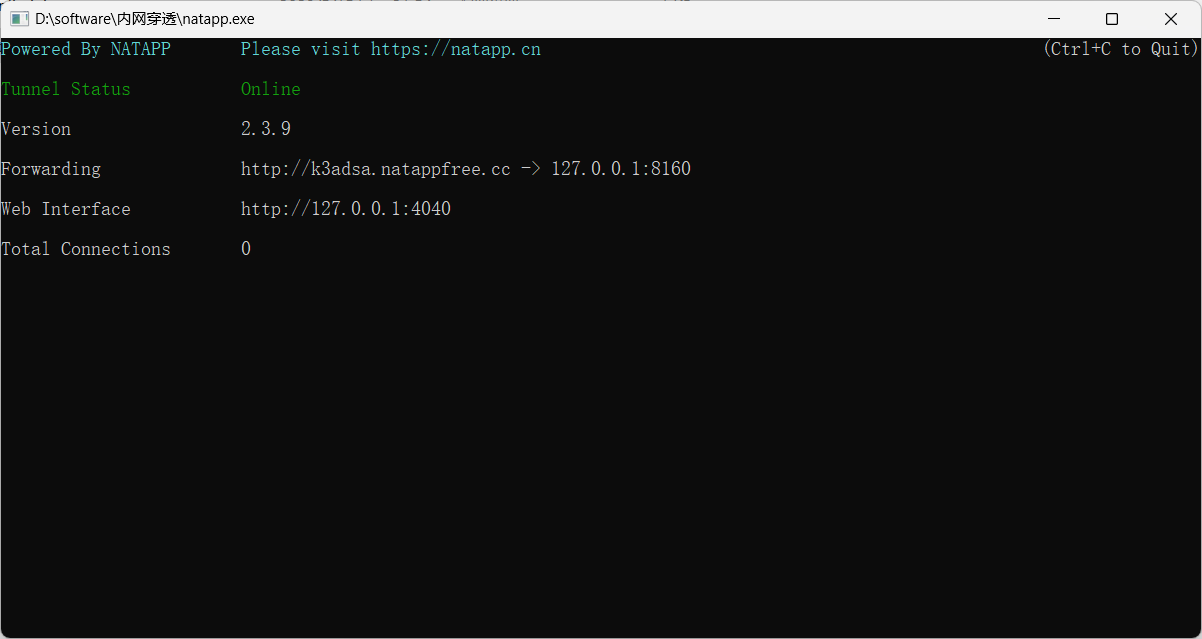 D:\software\内网穿透\natapp.exe
Powered By NATAPP Please visit https://natapp.cn (Ctrl+C to Quit)
Tunnel Status Online
Version 2.3.9
Forwarding http://k3adsa.natappfree.cc -> 127.0.0.1:8160
Web Interface http://127.0.0.1:4040
Total Connections 0